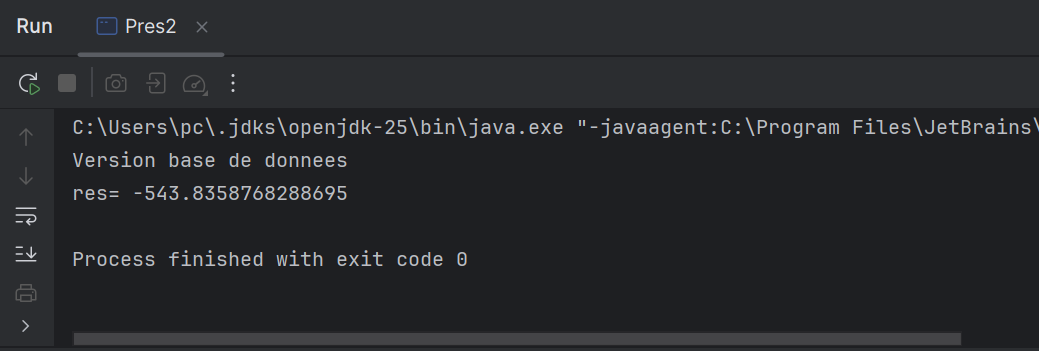 Run Pres2
C:\Users\pc\.jdks\openjdk-25\bin\java.exe "-javaagent:C:\Program Files\JetBrains\
Version base de donnees
res= -543.8358768288695
Process finished with exit code 0